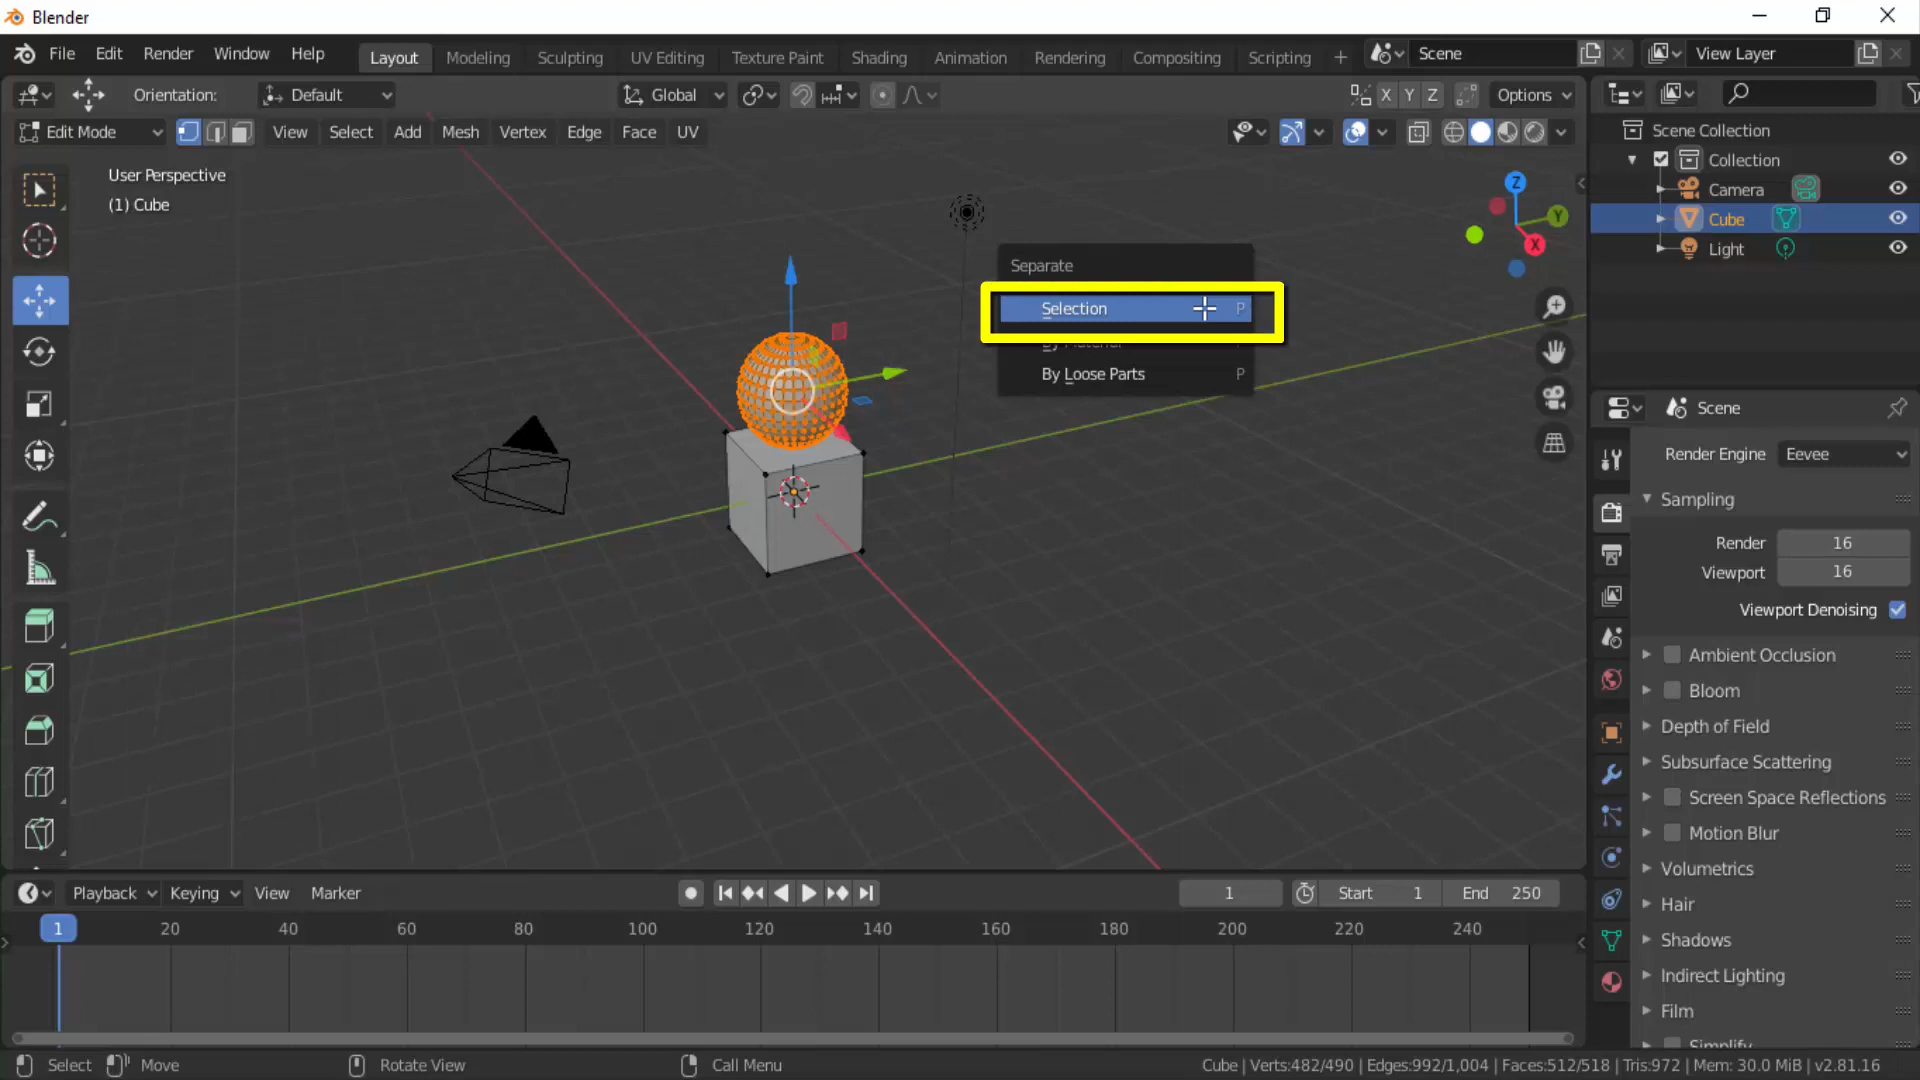 Blender
File Edit Render Window Help Layout Modeling Sculpting UV Editing Texture Paint Shading Animation Rendering Compositing Scripting + Scene View Layer
Orientation: Default Global X Y Z Options
Edit Mode View Select Add Mesh Vertex Edge Face UV
User Perspective
(1) Cube
Z
Y
X
Separate
Selection P
By Material
By Loose Parts P
Scene Collection
Collection
Camera
Cube
Light
Scene
Render Engine Eevee
Sampling
Render 16
Viewport 16
Viewport Denoising
Ambient Occlusion
Bloom
Depth of Field
Subsurface Scattering
Screen Space Reflections
Motion Blur
Volumetrics
Hair
Shadows
Indirect Lighting
Film
Simplify
Playback Keying View Marker 1 Start 1 End 250
1 20 40 60 80 100 120 140 160 180 200 220 240
Select Move Rotate View Call Menu Cube | Verts:482/490 | Edges:992/1,004 | Faces:512/518 | Tris:972 | Mem: 30.0 MiB | v2.81.16